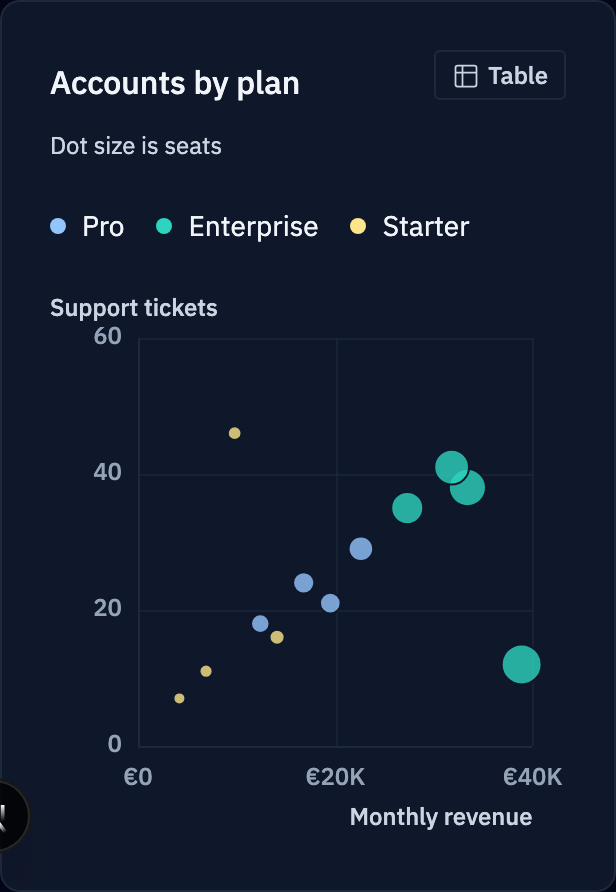 Accounts by plan
Table
Dot size is seats
Pro
Enterprise
Starter
Support tickets
60
40
20
0
€0
€20K
€40K
Monthly revenue